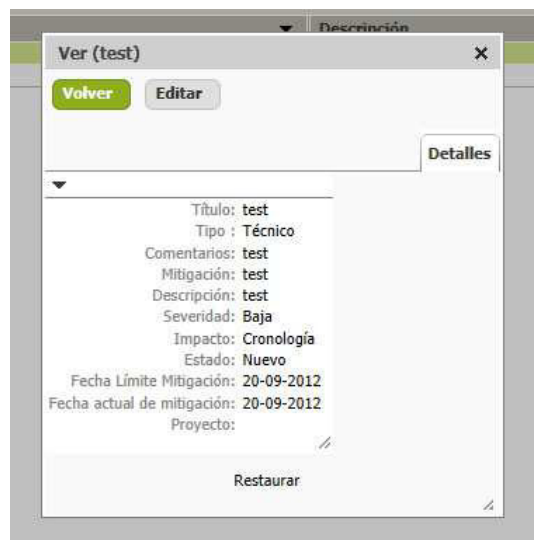 Descripción
Ver (test)
Volver Editar
Detalles
Título: test
Tipo : Técnico
Comentarios: test
Mitigación: test
Descripción: test
Severidad: Baja
Impacto: Cronología
Estado: Nuevo
Fecha Límite Mitigación: 20-09-2012
Fecha actual de mitigación: 20-09-2012
Proyecto:
Restaurar